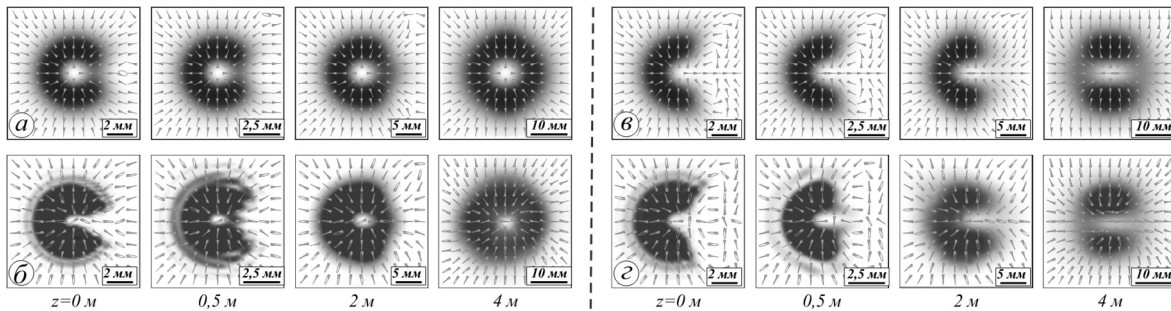 а 2 мм 2,5 мм 5 мм 10 мм в 2 мм 2,5 мм 5 мм 10 мм
б 2 мм 2,5 мм 5 мм 10 мм г 2 мм 2,5 мм 5 мм 10 мм
z=0 м 0,5 м 2 м 4 м z=0 м 0,5 м 2 м 4 м